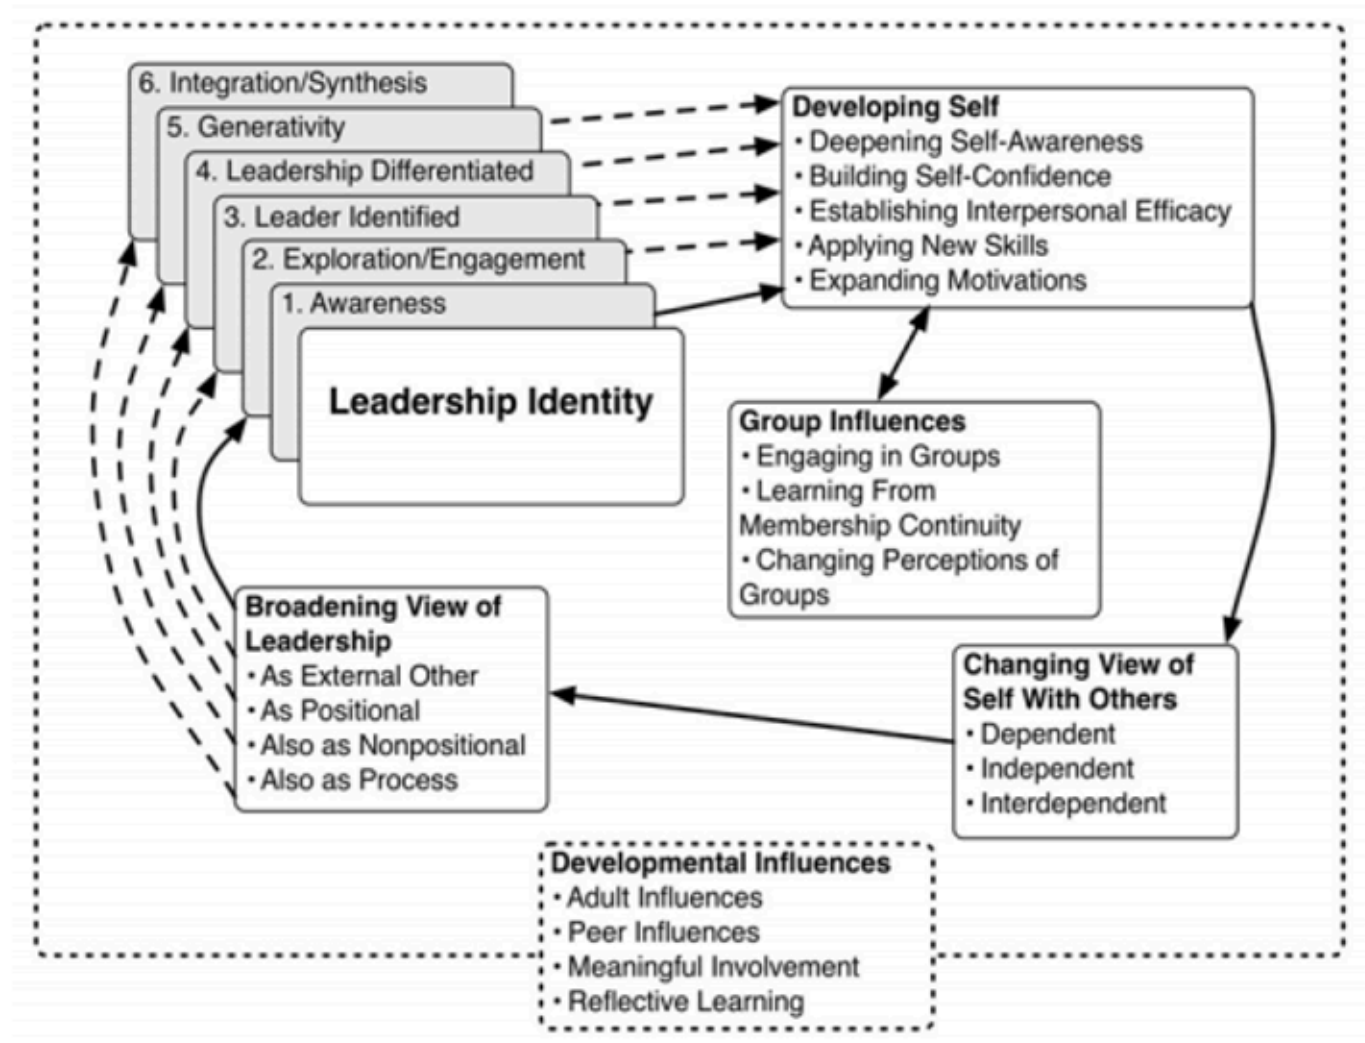 6. Integration/Synthesis
5. Generativity
4. Leadership Differentiated
3. Leader Identified
2. Exploration/Engagement
1. Awareness
Leadership Identity
Developing Self
• Deepening Self-Awareness
• Building Self-Confidence
• Establishing Interpersonal Efficacy
• Applying New Skills
• Expanding Motivations
Group Influences
• Engaging in Groups
• Learning From
Membership Continuity
• Changing Perceptions of
Groups
Changing View of
Self With Others
• Dependent
• Independent
• Interdependent
Broadening View of
Leadership
• As External Other
• As Positional
• Also as Nonpositional
• Also as Process
Developmental Influences
• Adult Influences
• Peer Influences
• Meaningful Involvement
• Reflective Learning